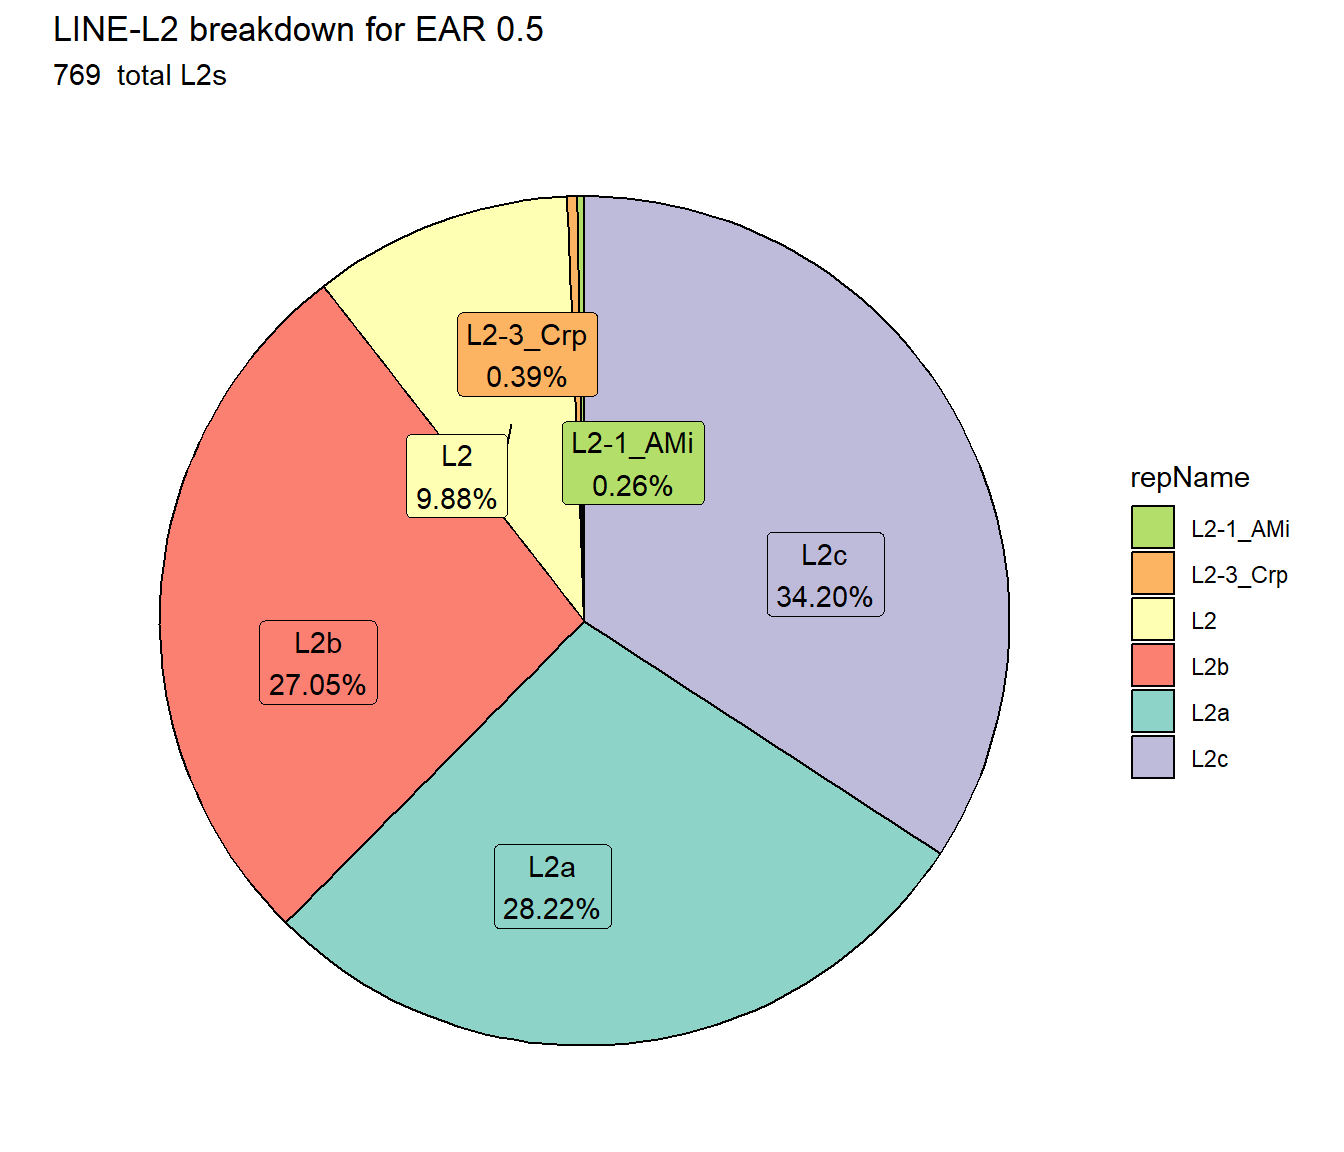 LINE-L2 breakdown for EAR 0.5
769  total L2s
L2-3_Crp
0.39%
L2-1_AMi
0.26%
L2
9.88%
L2c
34.20%
L2b
27.05%
L2a
28.22%
repName
L2-1_AMi
L2-3_Crp
L2
L2b
L2a
L2c